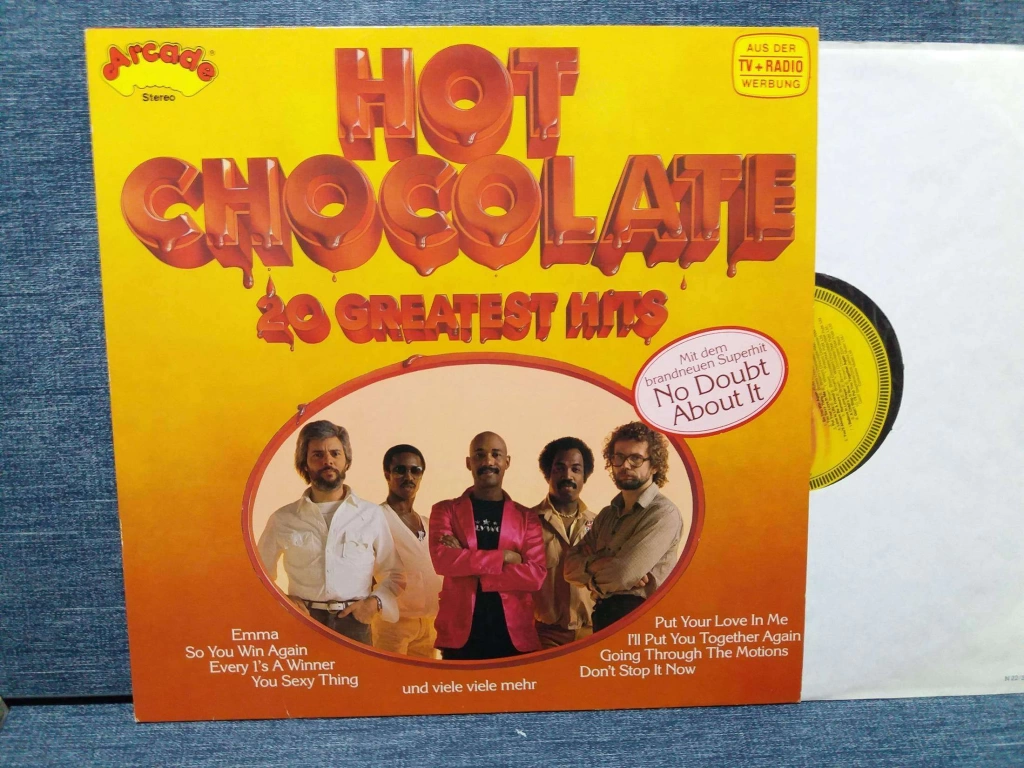 Arcade
Stereo
AUS DER
TV + RADIO
WERBUNG
HOT
CHOCOLATE
20 GREATEST HITS
Mit dem
brandneuen Superhit
No Doubt
About It
Emma
So You Win Again
Every 1's A Winner
You Sexy Thing
und viele viele mehr
Put Your Love In Me
I'll Put You Together Again
Going Through The Motions
Don't Stop It Now